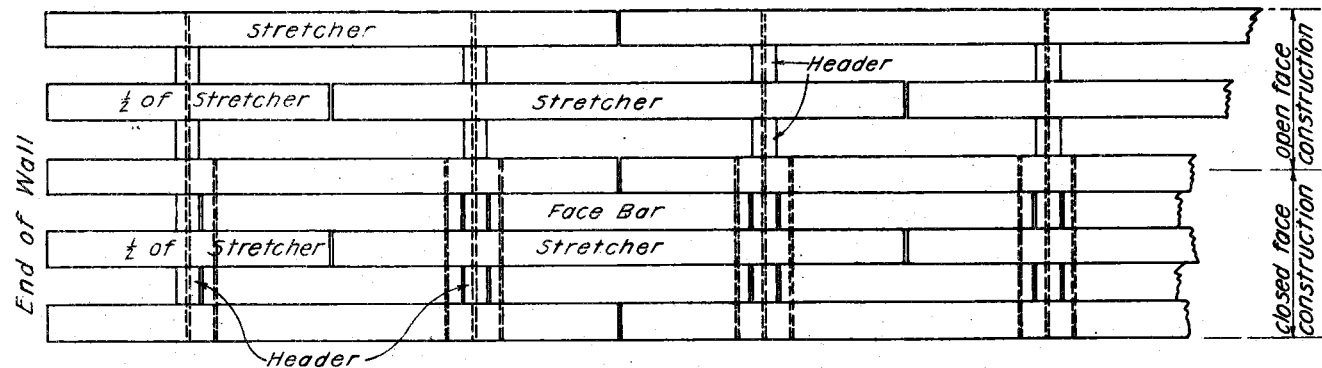 Stretcher
Header
½ of Stretcher
Stretcher
Face Bar
½ of Stretcher
Stretcher
Header
End of Wall
open face
construction
closed face
construction